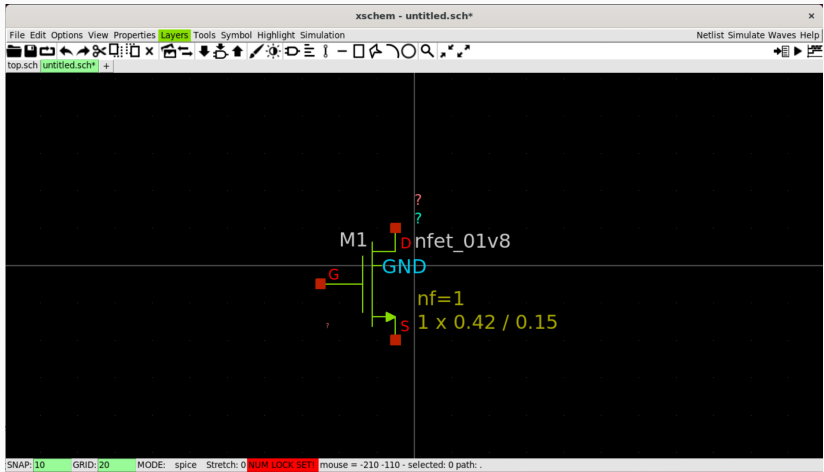 xschem - untitled.sch*
File Edit Options View Properties Layers Tools Symbol Highlight Simulation Netlist Simulate Waves Help
top.sch untitled.sch* +
?
?
M1 D nfet_01v8
GND
G
nf=1
? S 1 x 0.42 / 0.15
SNAP: 10 GRID: 20 MODE: spice Stretch: 0 NUM LOCK SET! mouse = -210 -110 - selected: 0 path: .